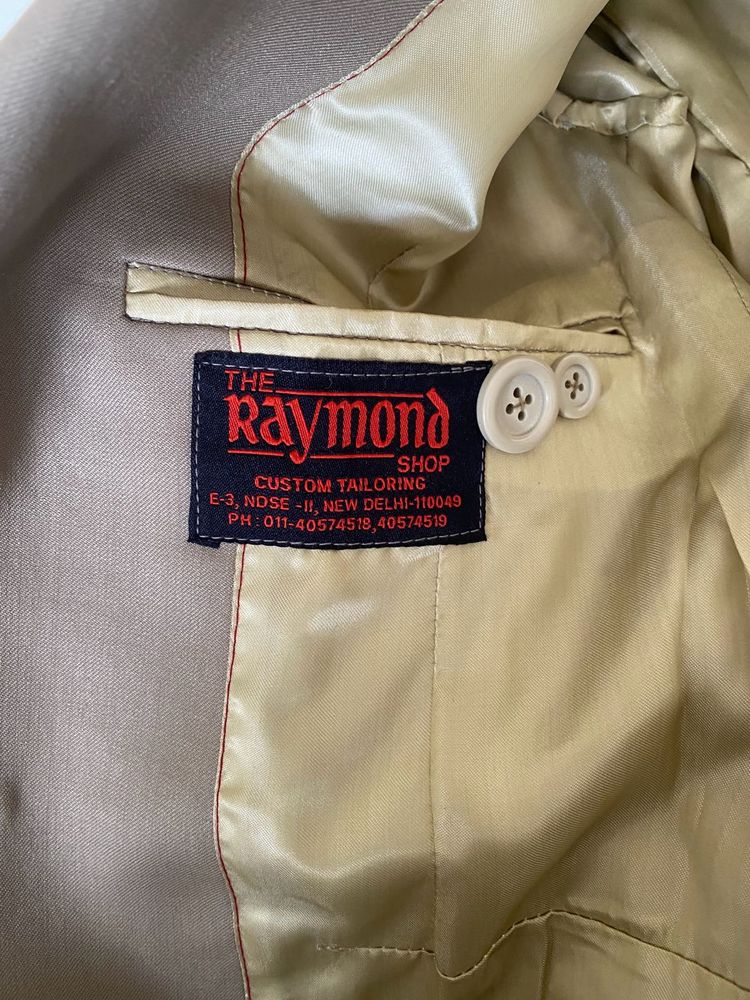 THE
Raymond
SHOP
CUSTOM TAILORING
E-3, NDSE -II, NEW DELHI-110049
PH : 011-40574518,40574519